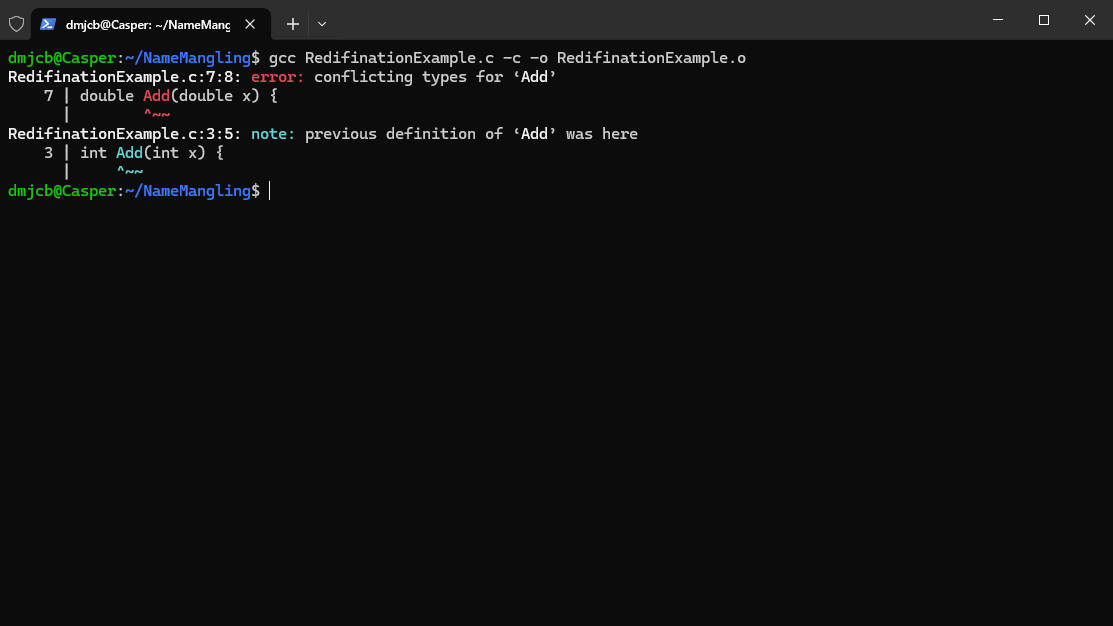 dmjcb@Casper: ~/NameMang
dmjcb@Casper:~/NameMangling$ gcc RedifinationExample.c -c -o RedifinationExample.o
RedifinationExample.c:7:8: error: conflicting types for ‘Add’
    7 | double Add(double x) {
      |        ^~~
RedifinationExample.c:3:5: note: previous definition of ‘Add’ was here
    3 | int Add(int x) {
      |     ^~~
dmjcb@Casper:~/NameMangling$